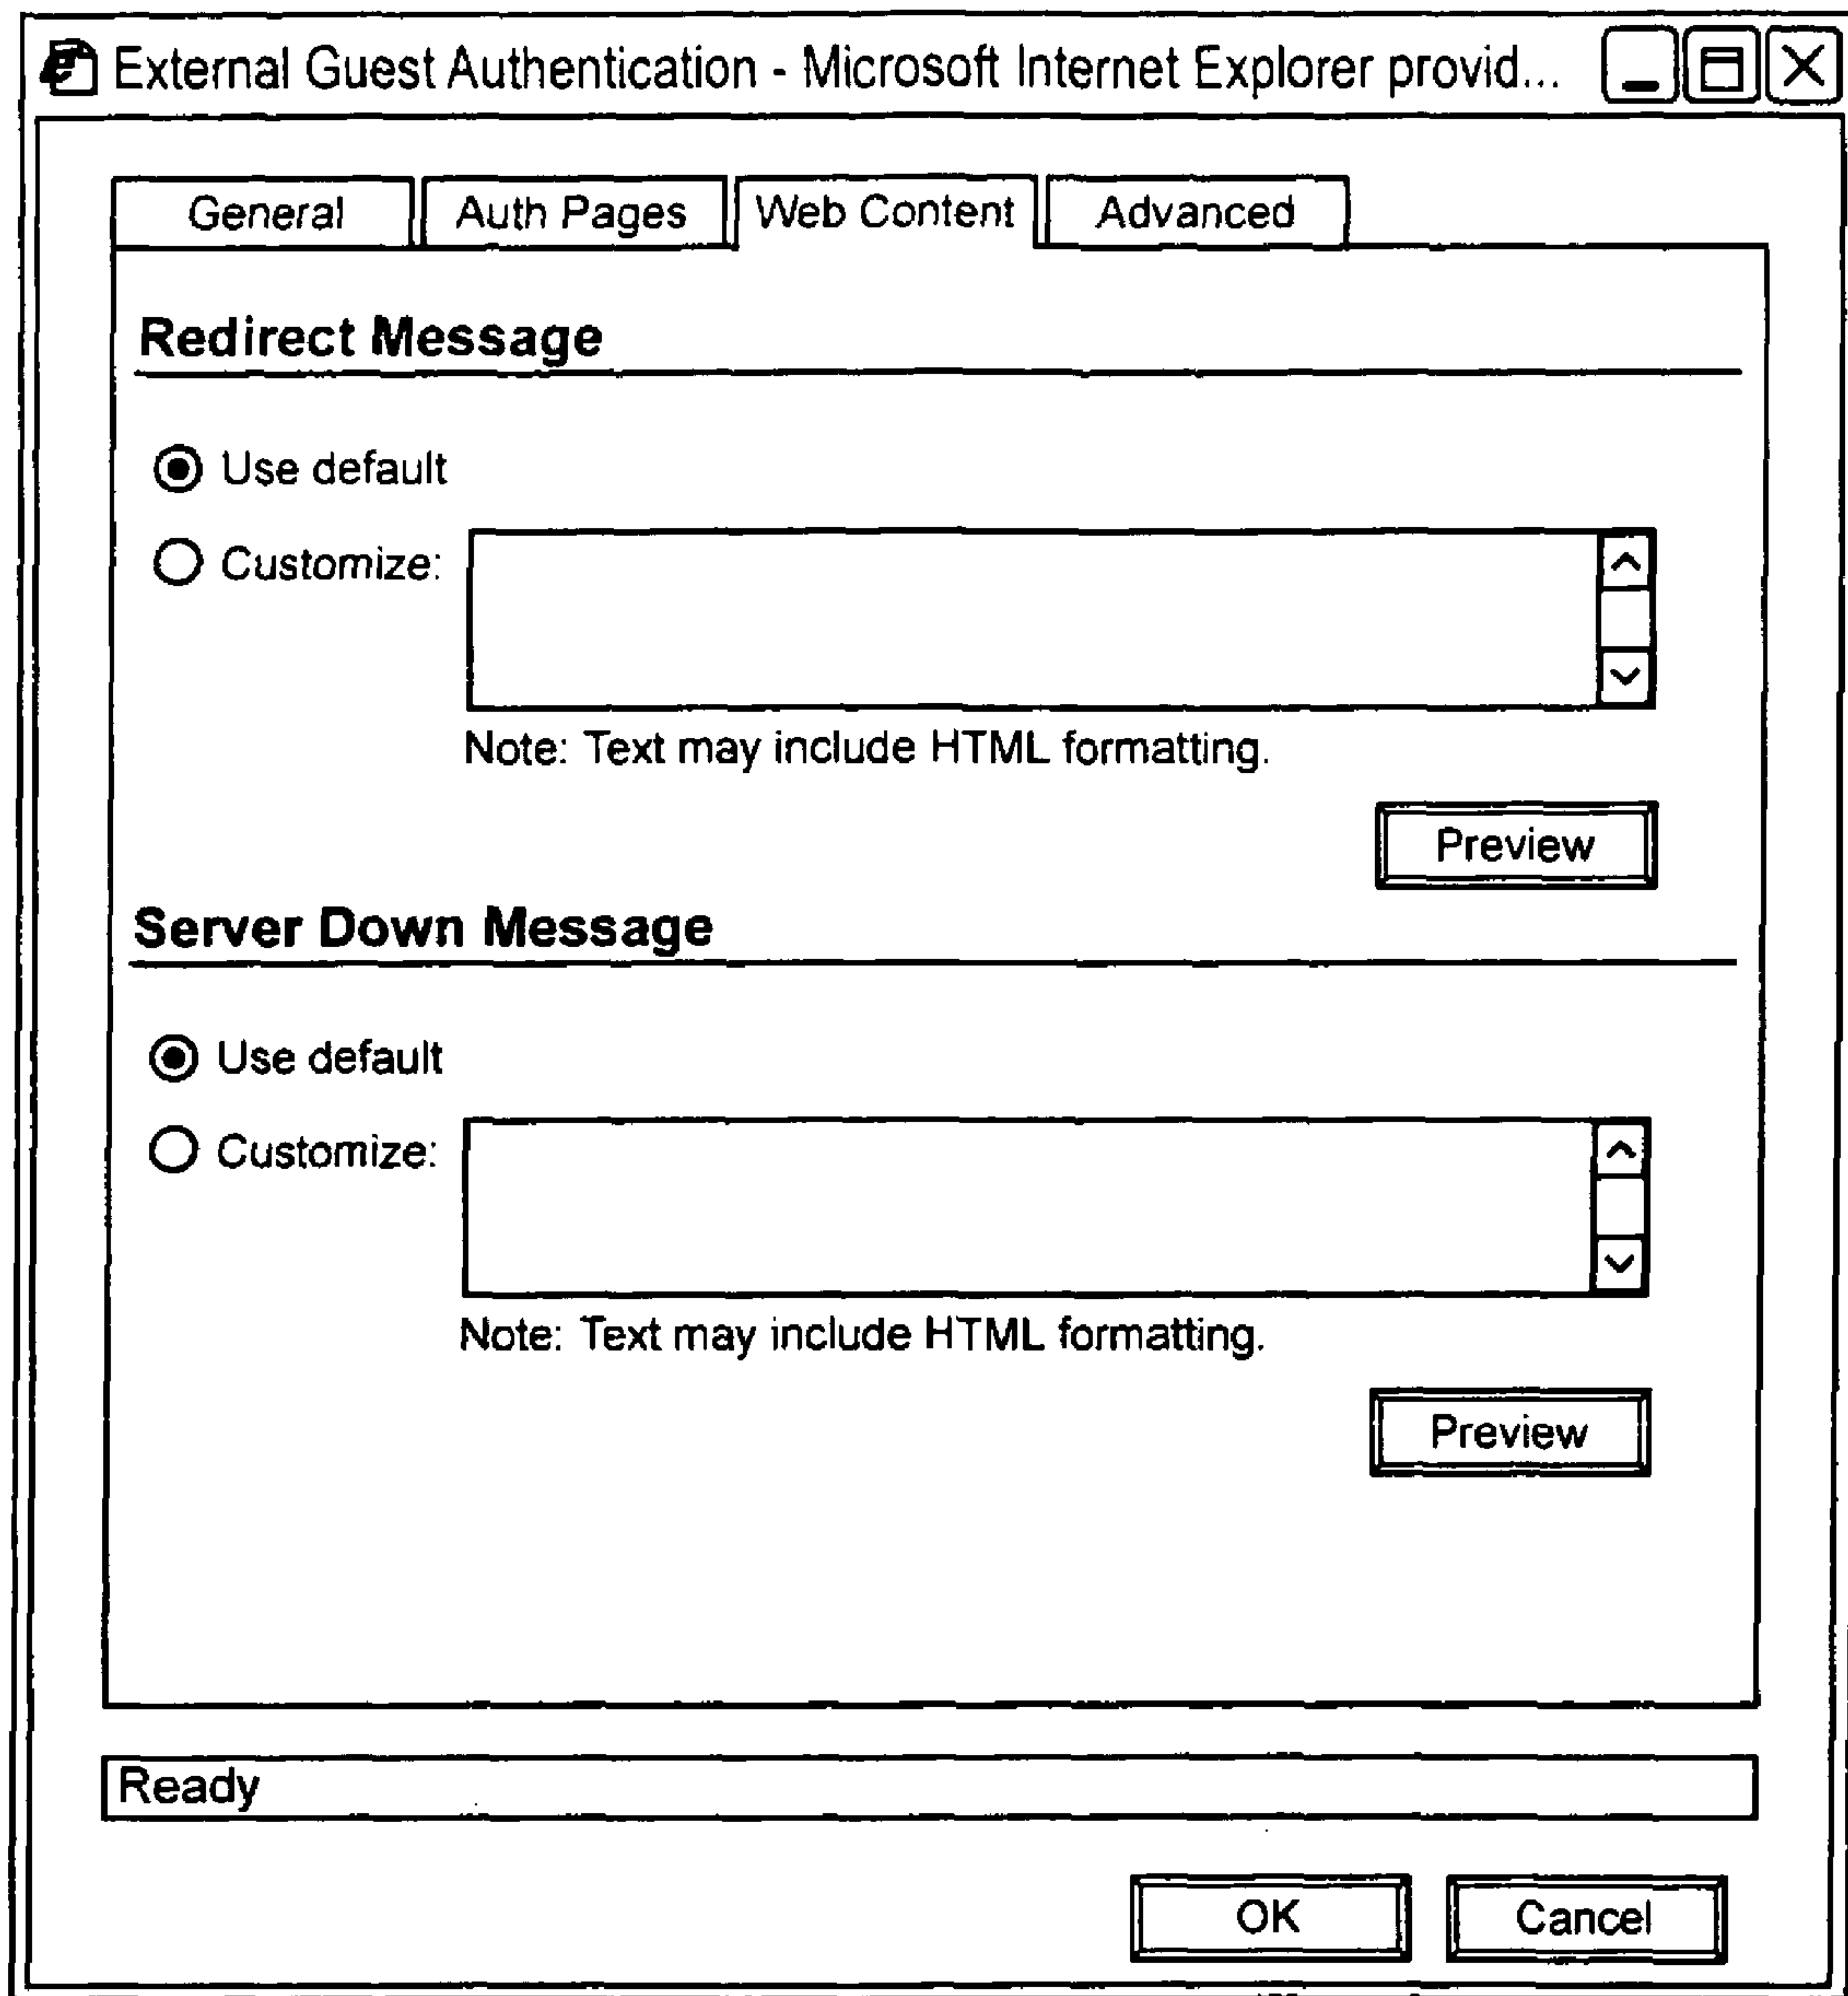 External Guest Authentication - Microsoft Internet Explorer provid...
General Auth Pages Web Content Advanced
Redirect Message
Use default
Customize:
Note: Text may include HTML formatting.
Preview
Server Down Message
Use default
Customize:
Note: Text may include HTML formatting.
Preview
Ready
OK Cancel